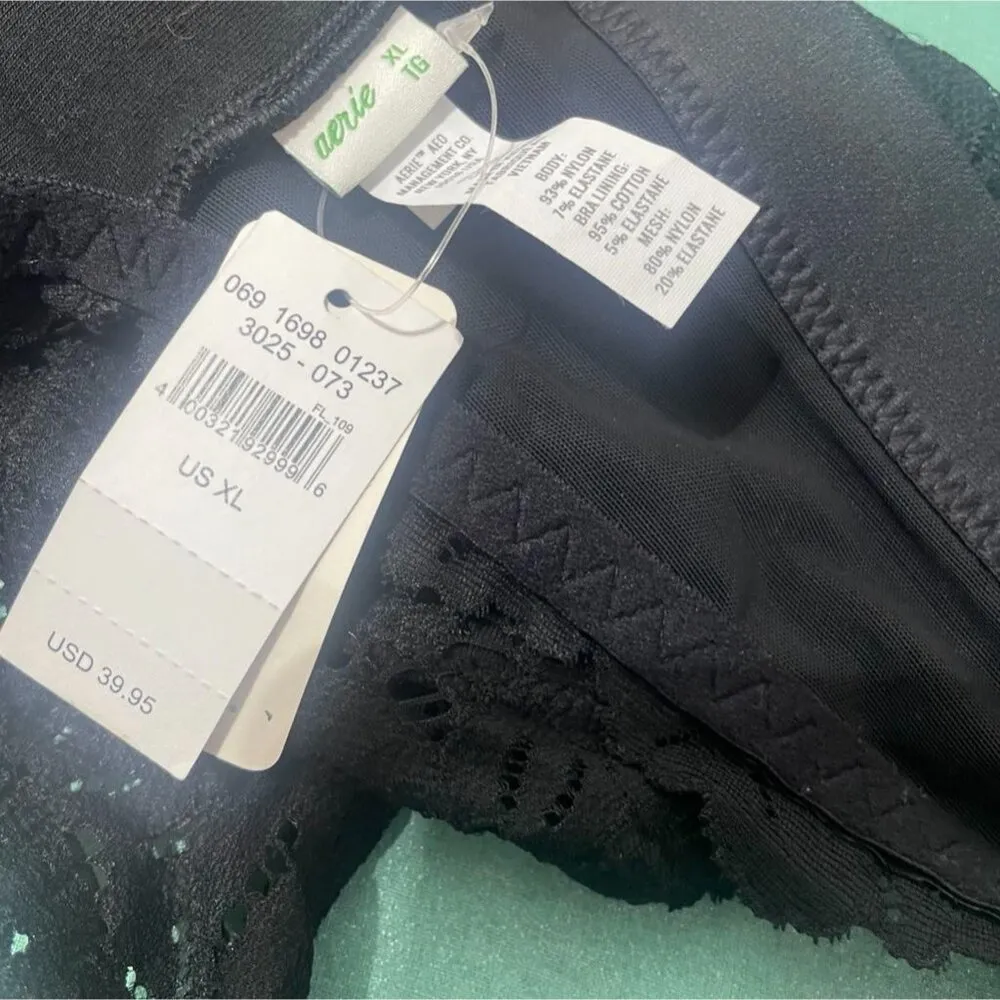 aerie
XL
TG
AERIE™ AEO
MANAGEMENT CO.
NEW YORK, NY
VIETNAM
BODY:
93% NYLON
7% ELASTANE
BRA LINING:
95% COTTON
5% ELASTANE
MESH:
80% NYLON
20% ELASTANE
069 1698 01237
3025 - 073
FL_109
4 00321 92999 6
US XL
USD 39.95